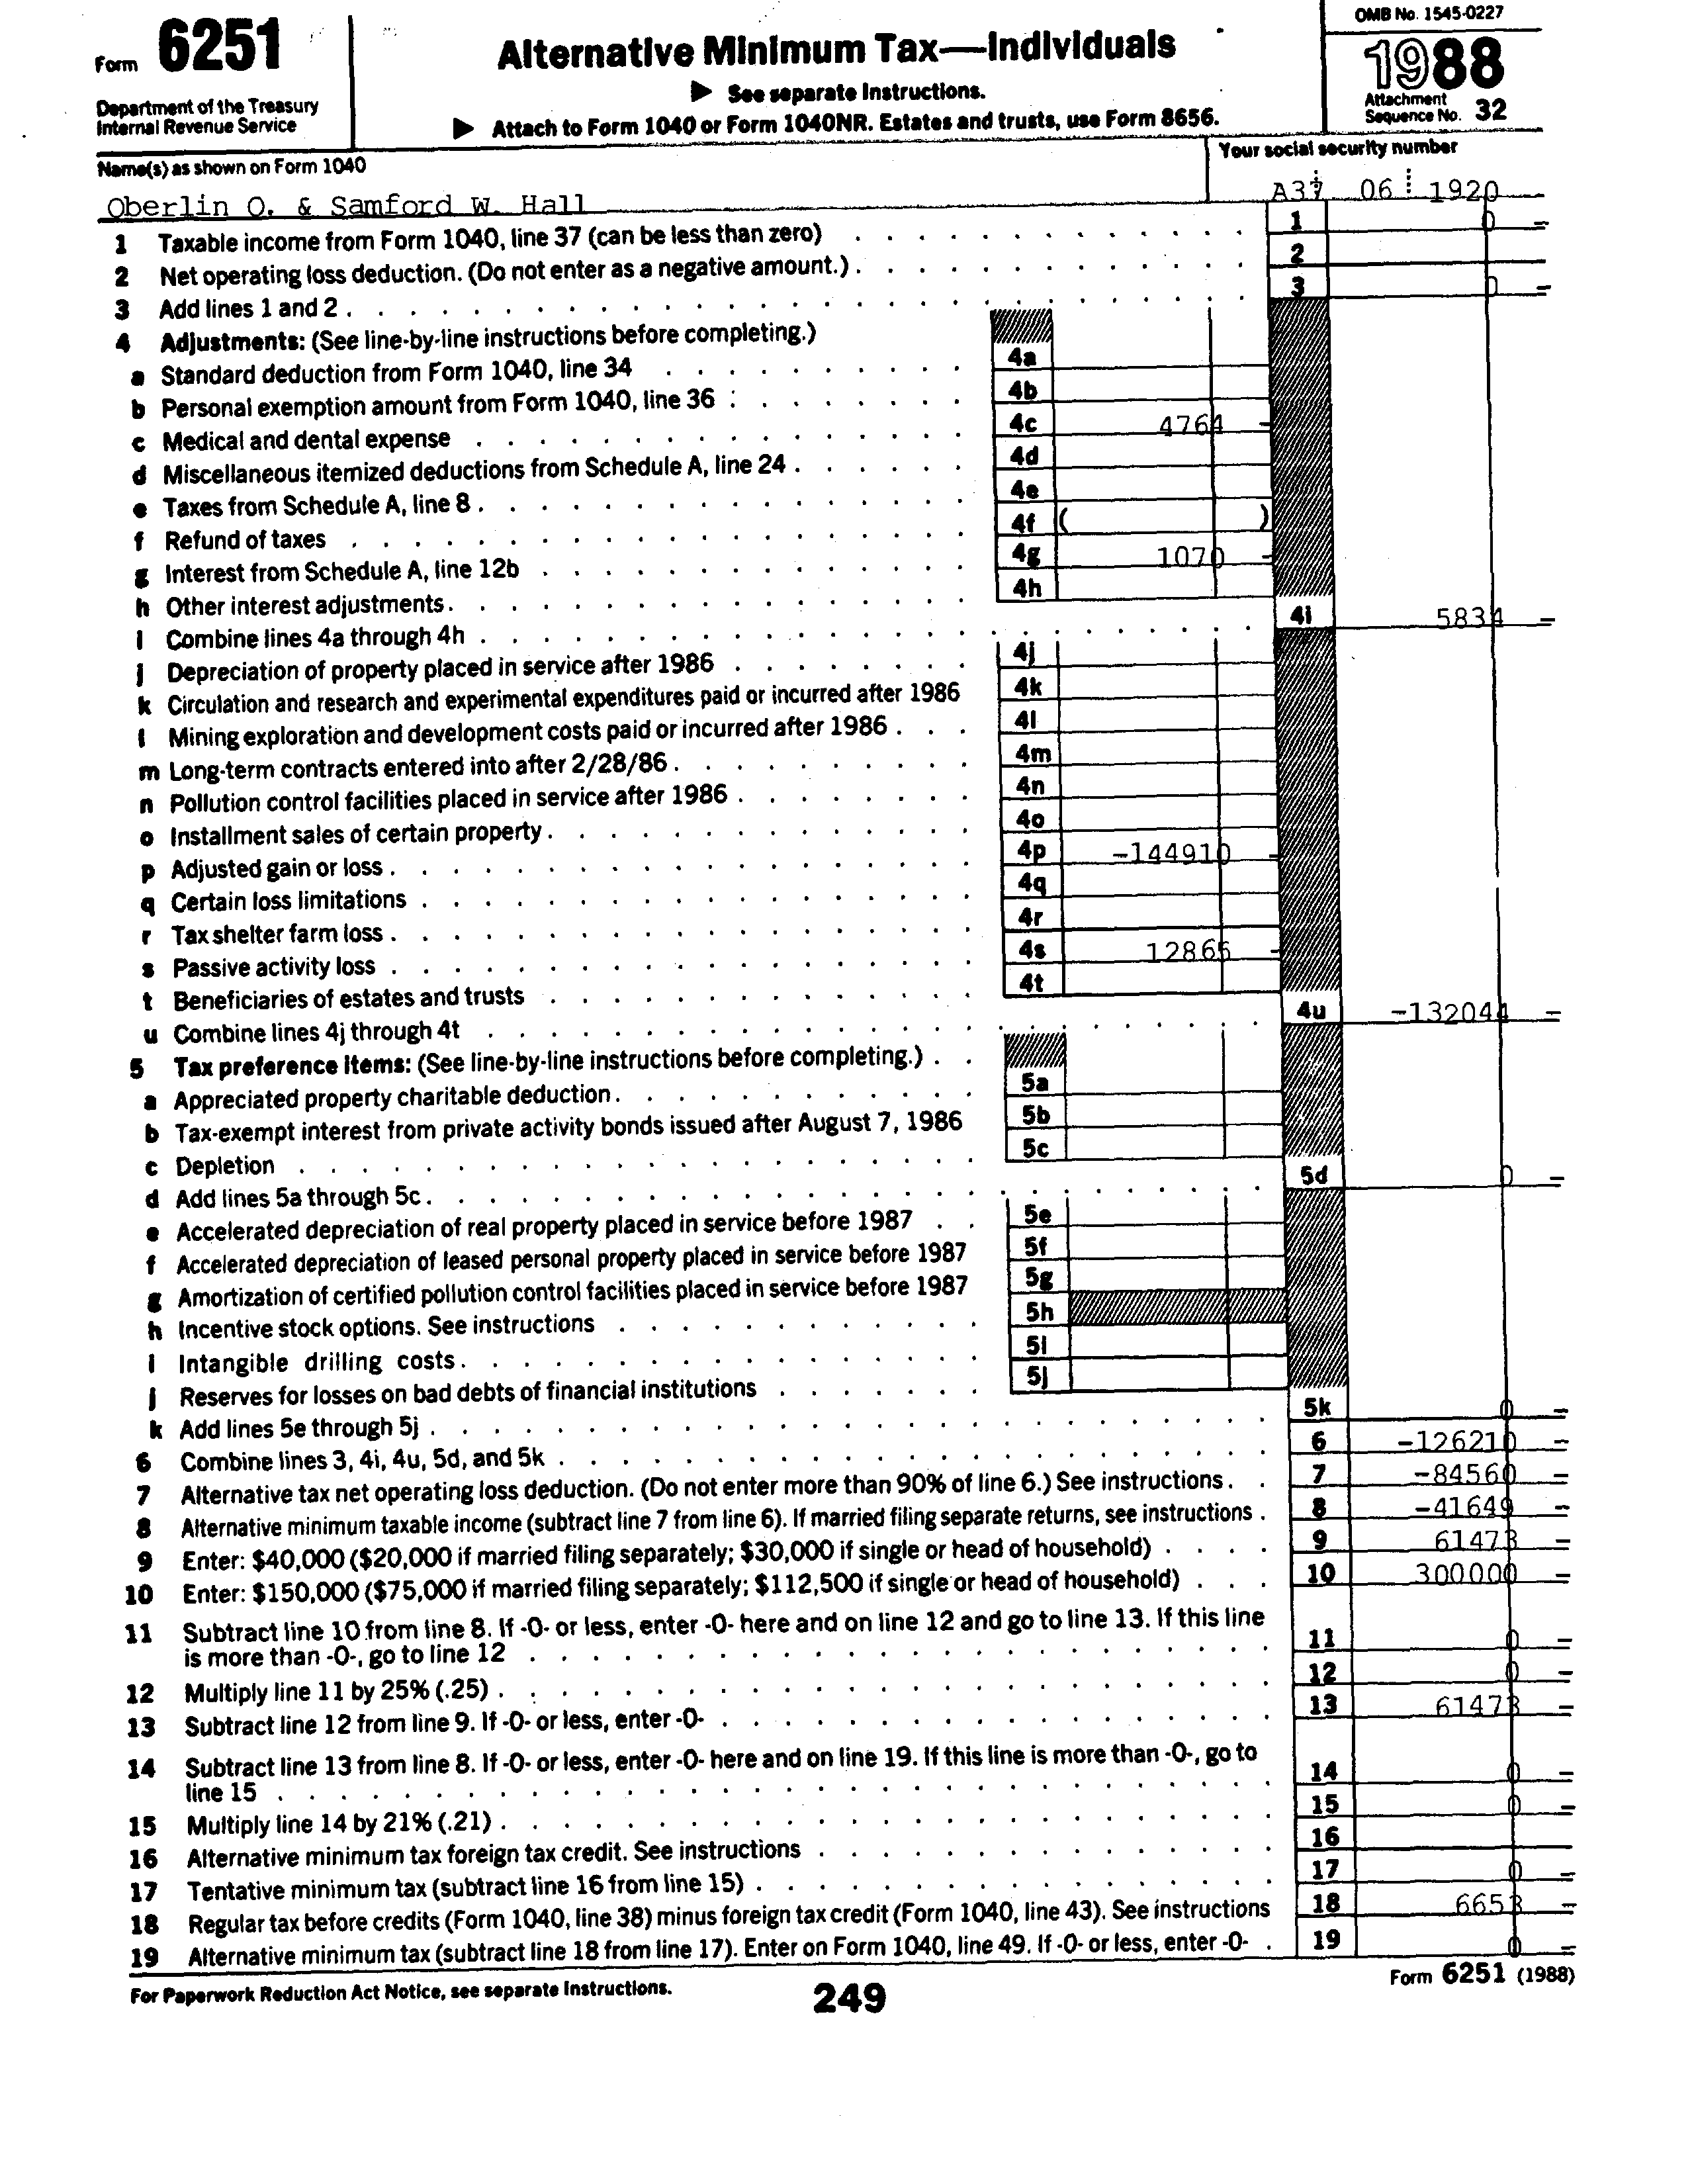 Form 6251
Department of the Treasury
Internal Revenue Service
Alternative Minimum Tax—Individuals
▶ See separate Instructions.
▶ Attach to Form 1040 or Form 1040NR. Estates and trusts, use Form 8656.
OMB No. 1545-0227
1988
Attachment
Sequence No. 32
Name(s) as shown on Form 1040
Your social security number
Oberlin O. & Samford W. Hall
A37 06 1920
1 Taxable income from Form 1040, line 37 (can be less than zero) 1 0 –
2 Net operating loss deduction. (Do not enter as a negative amount.) 2
3 Add lines 1 and 2 3 0 –
4 Adjustments: (See line-by-line instructions before completing.)
a Standard deduction from Form 1040, line 34 4a
b Personal exemption amount from Form 1040, line 36 4b
c Medical and dental expense 4c 4764 –
d Miscellaneous itemized deductions from Schedule A, line 24 4d
e Taxes from Schedule A, line 8 4e
f Refund of taxes 4f ( )
g Interest from Schedule A, line 12b 4g 1070 –
h Other interest adjustments 4h
i Combine lines 4a through 4h 4i 5834 –
j Depreciation of property placed in service after 1986 4j
k Circulation and research and experimental expenditures paid or incurred after 1986 4k
l Mining exploration and development costs paid or incurred after 1986 4l
m Long-term contracts entered into after 2/28/86 4m
n Pollution control facilities placed in service after 1986 4n
o Installment sales of certain property 4o
p Adjusted gain or loss 4p -144910 –
q Certain loss limitations 4q
r Tax shelter farm loss 4r
s Passive activity loss 4s 12866 –
t Beneficiaries of estates and trusts 4t
u Combine lines 4j through 4t 4u -132044 –
5 Tax preference items: (See line-by-line instructions before completing.)
a Appreciated property charitable deduction 5a
b Tax-exempt interest from private activity bonds issued after August 7, 1986 5b
c Depletion 5c
d Add lines 5a through 5c 5d 0 –
e Accelerated depreciation of real property placed in service before 1987 5e
f Accelerated depreciation of leased personal property placed in service before 1987 5f
g Amortization of certified pollution control facilities placed in service before 1987 5g
h Incentive stock options. See instructions 5h
i Intangible drilling costs 5i
j Reserves for losses on bad debts of financial institutions 5j
k Add lines 5e through 5j 5k 0 –
6 Combine lines 3, 4i, 4u, 5d, and 5k 6 -126210 –
7 Alternative tax net operating loss deduction. (Do not enter more than 90% of line 6.) See instructions 7 -84560 –
8 Alternative minimum taxable income (subtract line 7 from line 6). If married filing separate returns, see instructions 8 -41649 –
9 Enter: $40,000 ($20,000 if married filing separately; $30,000 if single or head of household) 9 61473 –
10 Enter: $150,000 ($75,000 if married filing separately; $112,500 if single or head of household) 10 300000 –
11 Subtract line 10 from line 8. If -0- or less, enter -0- here and on line 12 and go to line 13. If this line
is more than -0-, go to line 12 11 0 –
12 Multiply line 11 by 25% (.25) 12 0 –
13 Subtract line 12 from line 9. If -0- or less, enter -0- 13 61473 –
14 Subtract line 13 from line 8. If -0- or less, enter -0- here and on line 19. If this line is more than -0-, go to
line 15 14 0 –
15 Multiply line 14 by 21% (.21) 15 0 –
16 Alternative minimum tax foreign tax credit. See instructions 16
17 Tentative minimum tax (subtract line 16 from line 15) 17 0 –
18 Regular tax before credits (Form 1040, line 38) minus foreign tax credit (Form 1040, line 43). See instructions 18 6653 –
19 Alternative minimum tax (subtract line 18 from line 17). Enter on Form 1040, line 49. If -0- or less, enter -0- 19 0 –
For Paperwork Reduction Act Notice, see separate Instructions.
249
Form 6251 (1988)